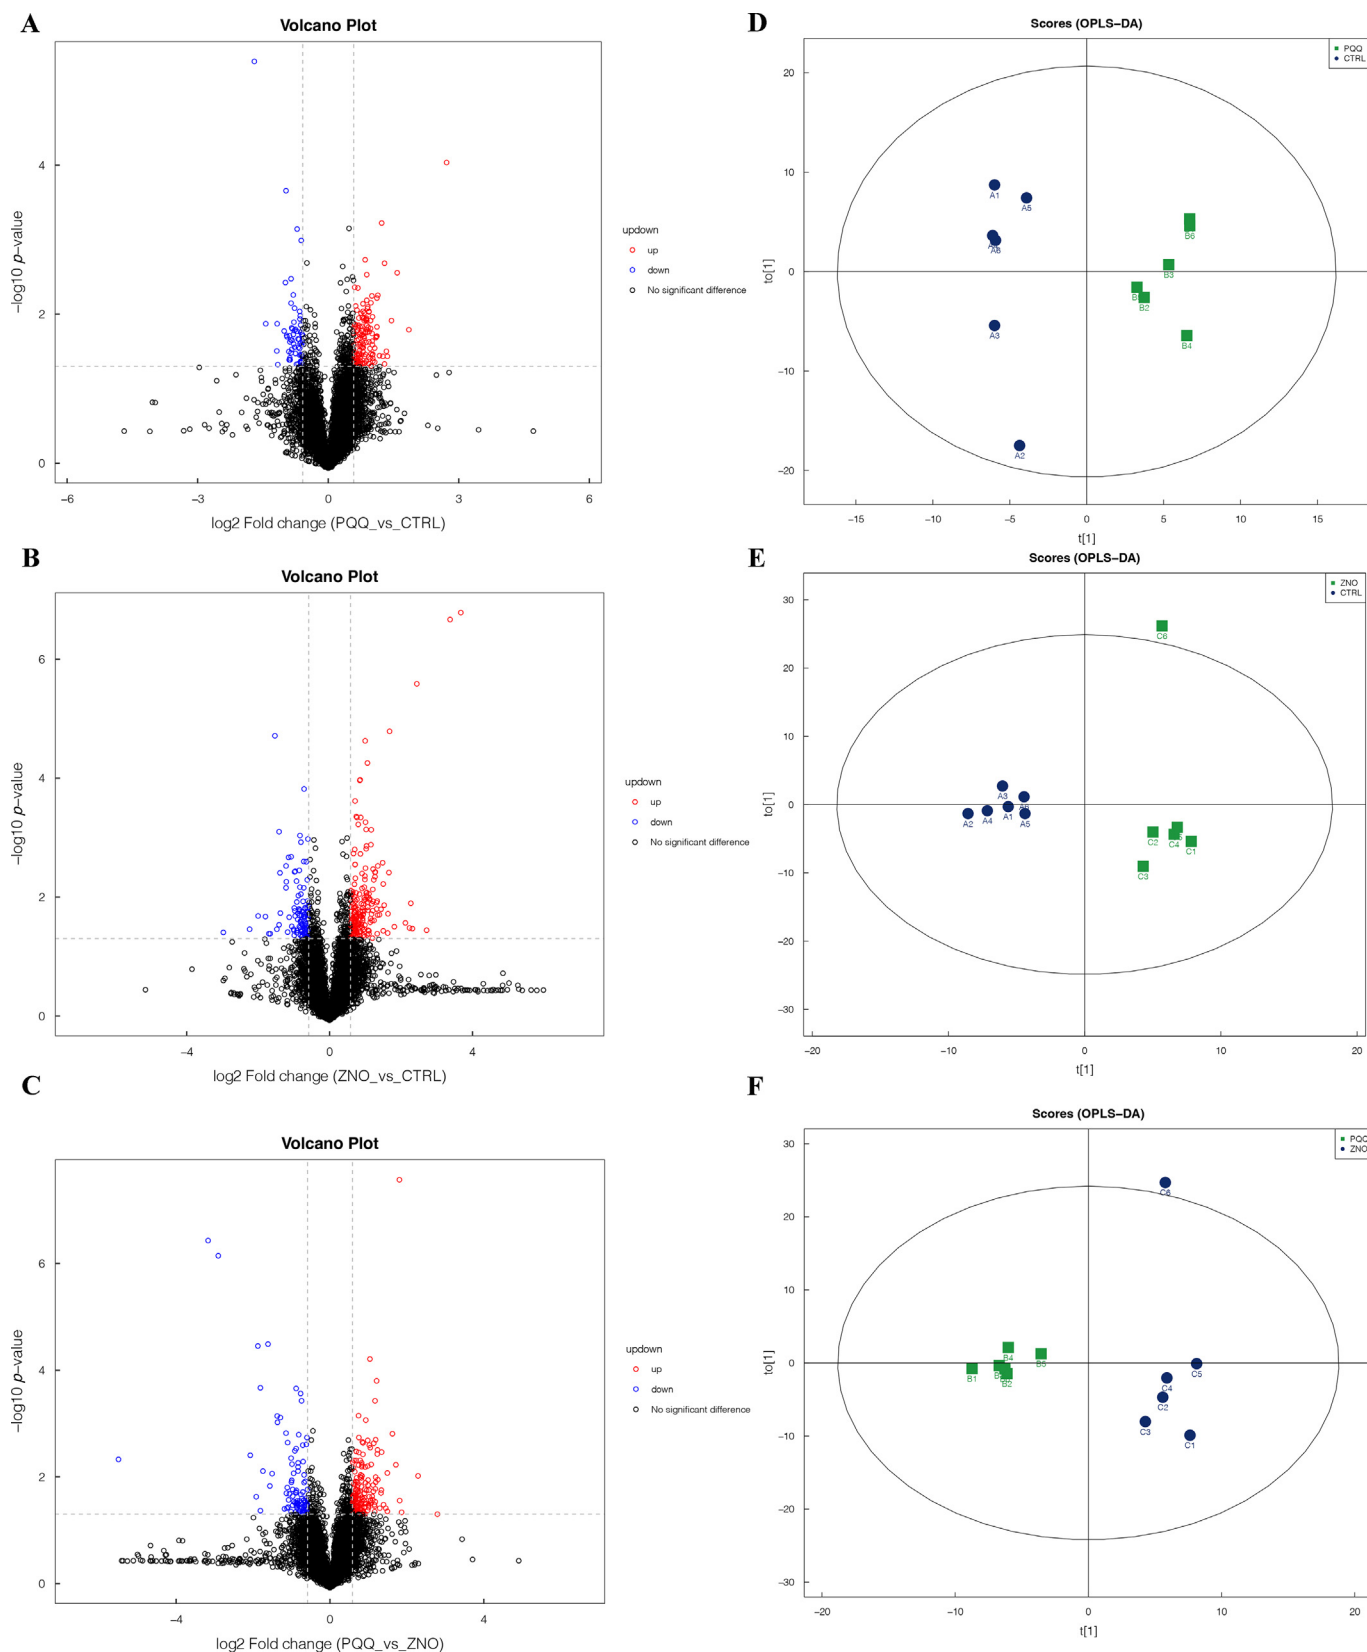 A
Volcano Plot
4
2
0
−log10 p−value
−6
−3
0
3
6
log2 Fold change (PQQ_vs_CTRL)
updown
up
down
No significant difference
D
Scores (OPLS−DA)
PQQ
CTRL
20
10
0
−10
−20
to[1]
A1
A5
A6
A3
A2
B6
B3
B2
B4
−15
−10
−5
0
5
10
15
t[1]
B
Volcano Plot
6
4
2
0
−log10 p−value
−4
0
4
log2 Fold change (ZNO_vs_CTRL)
updown
up
down
No significant difference
E
Scores (OPLS−DA)
ZNO
CTRL
30
20
10
0
−10
−20
−30
to[1]
C6
A3
A6
A2
A4
A1
A5
C2
C4
C1
C3
−20
−10
0
10
20
t[1]
C
Volcano Plot
6
4
2
0
−log10 p−value
−4
0
4
log2 Fold change (PQQ_vs_ZNO)
updown
up
down
No significant difference
F
Scores (OPLS−DA)
PQQ
ZNO
30
20
10
0
−10
−20
−30
to[1]
C6
B4
B5
B1
B2
C5
C4
C2
C3
C1
−20
−10
0
10
20
t[1]